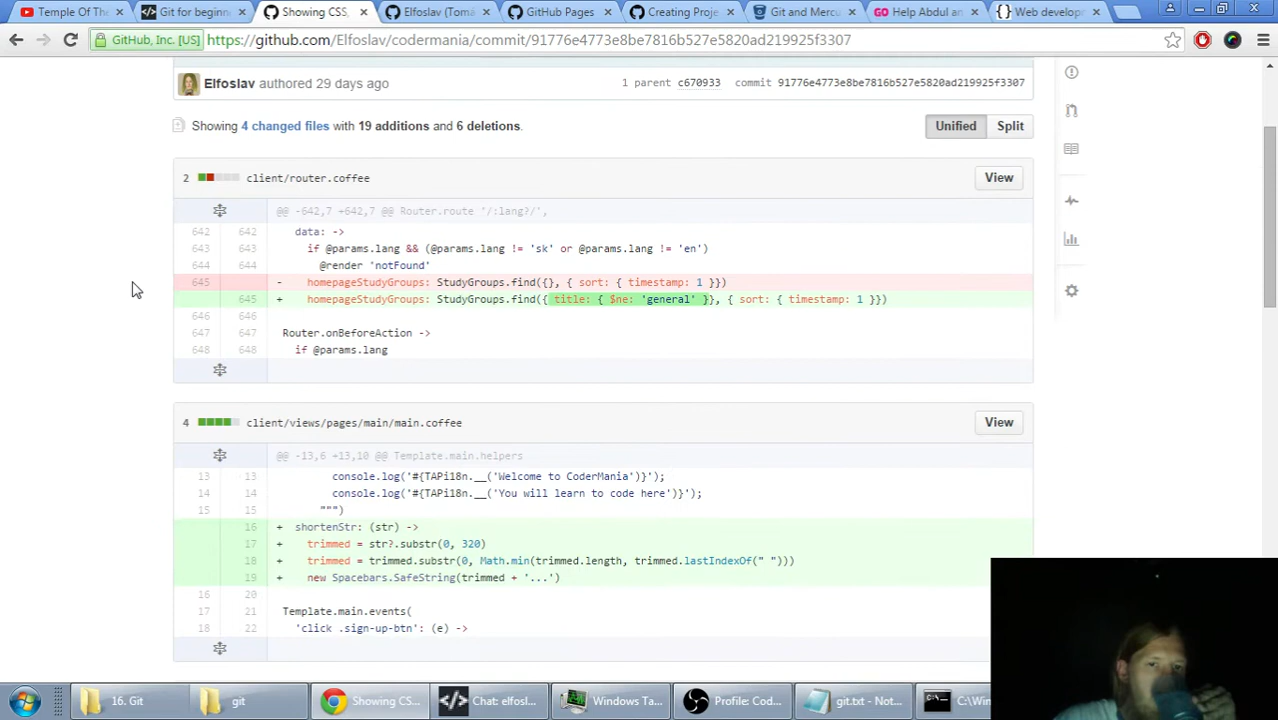 Temple Of The
Git for beginn
Showing CSS,
Elfoslav (Tomá
GitHub Pages
Creating Proje
Git and Mercu
Help Abdul an
Web develop
GitHub, Inc. [US]
https://github.com/Elfoslav/codermania/commit/91776e4773e8be7816b527e5820ad219925f3307
Elfoslav authored 29 days ago
1 parent c670933 commit 91776e4773e8be7816b527e5820ad219925f3307
Showing 4 changed files with 19 additions and 6 deletions.
Unified Split
2 client/router.coffee View
@@ -642,7 +642,7 @@ Router.route "/:lang?/",
642 642 data: ->
643 643 if @params.lang && (@params.lang != 'sk' or @params.lang != 'en')
644 644 @render 'notFound'
645 - homepageStudyGroups: StudyGroups.find({}, { sort: { timestamp: 1 }})
645 + homepageStudyGroups: StudyGroups.find({ title: { $ne: 'general' }}, { sort: { timestamp: 1 }})
646 646
647 647 Router.onBeforeAction ->
648 648 if @params.lang
4 client/views/pages/main/main.coffee View
@@ -13,6 +13,10 @@ Template.main.helpers
13 13 console.log('#{TAPi18n.__('Welcome to CoderMania')}');
14 14 console.log('#{TAPi18n.__('You will learn to code here')}');
15 15 """)
16 + shortenStr: (str) ->
17 + trimmed = str?.substr(0, 320)
18 + trimmed = trimmed.substr(0, Math.min(trimmed.length, trimmed.lastIndexOf(" ")))
19 + new Spacebars.SafeString(trimmed + '...')
16 20
17 21 Template.main.events(
18 22 'click .sign-up-btn': (e) ->
16. Git
git
Showing CS...
Chat: elfosl...
Windows Ta...
Profile: Cod...
git.txt - Not...
C:\Win